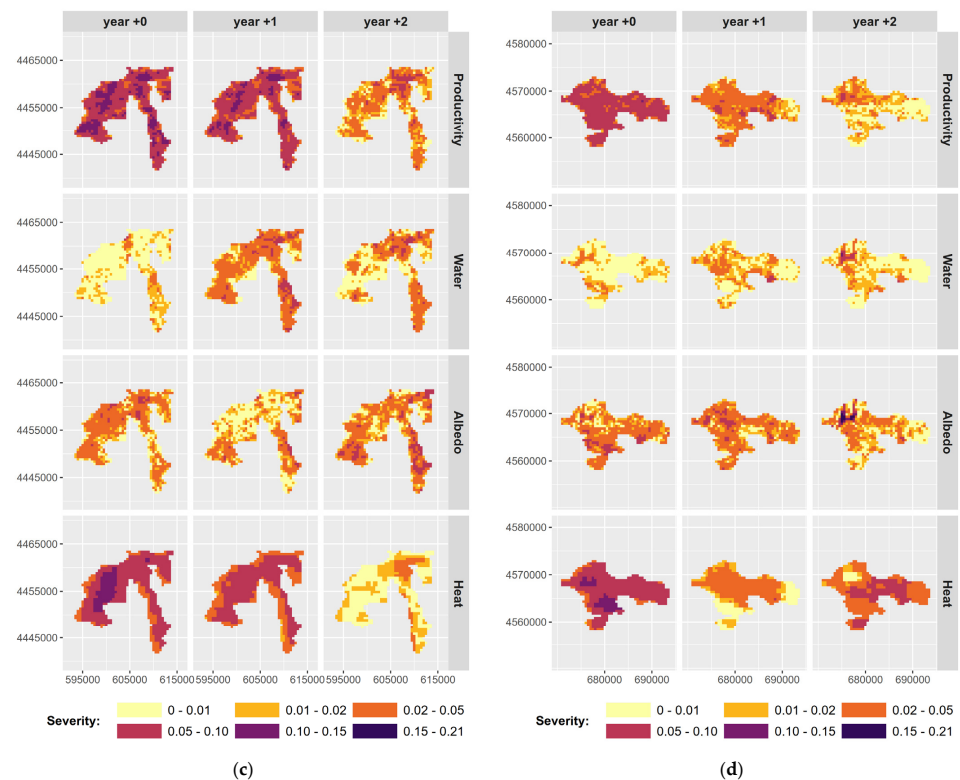 year +0 year +1 year +2
4465000
4455000
4445000
Productivity
4465000
4455000
4445000
Water
4465000
4455000
4445000
Albedo
4465000
4455000
4445000
Heat
595000 605000 615000 595000 605000 615000 595000 605000 615000
Severity: 0 - 0.01 0.01 - 0.02 0.02 - 0.05
0.05 - 0.10 0.10 - 0.15 0.15 - 0.21
(c)
year +0 year +1 year +2
4580000
4570000
4560000
Productivity
4580000
4570000
4560000
Water
4580000
4570000
4560000
Albedo
4580000
4570000
4560000
Heat
680000 690000 680000 690000 680000 690000
Severity: 0 - 0.01 0.01 - 0.02 0.02 - 0.05
0.05 - 0.10 0.10 - 0.15 0.15 - 0.21
(d)